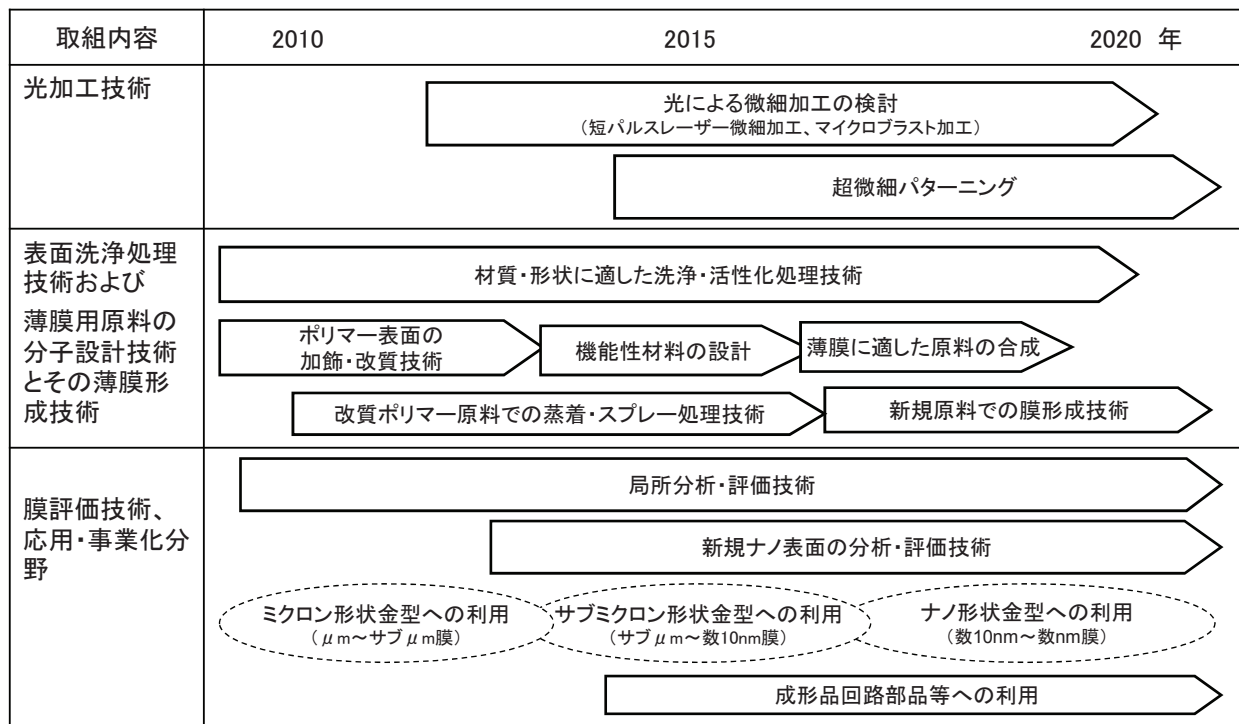 取組内容
2010
2015
2020 年
光加工技術
光による微細加工の検討
(短パルスレーザー微細加工、マイクロブラスト加工)
超微細パターニング
表面洗浄処理
技術および
薄膜用原料の
分子設計技術
とその薄膜形
成技術
材質・形状に適した洗浄・活性化処理技術
ポリマー表面の
加飾・改質技術
機能性材料の設計
薄膜に適した原料の合成
改質ポリマー原料での蒸着・スプレー処理技術
新規原料での膜形成技術
膜評価技術、
応用・事業化分
野
局所分析・評価技術
新規ナノ表面の分析・評価技術
ミクロン形状金型への利用
(μm~サブμm膜)
サブミクロン形状金型への利用
(サブμm~数10nm膜)
ナノ形状金型への利用
(数10nm~数nm膜)
成形品回路部品等への利用